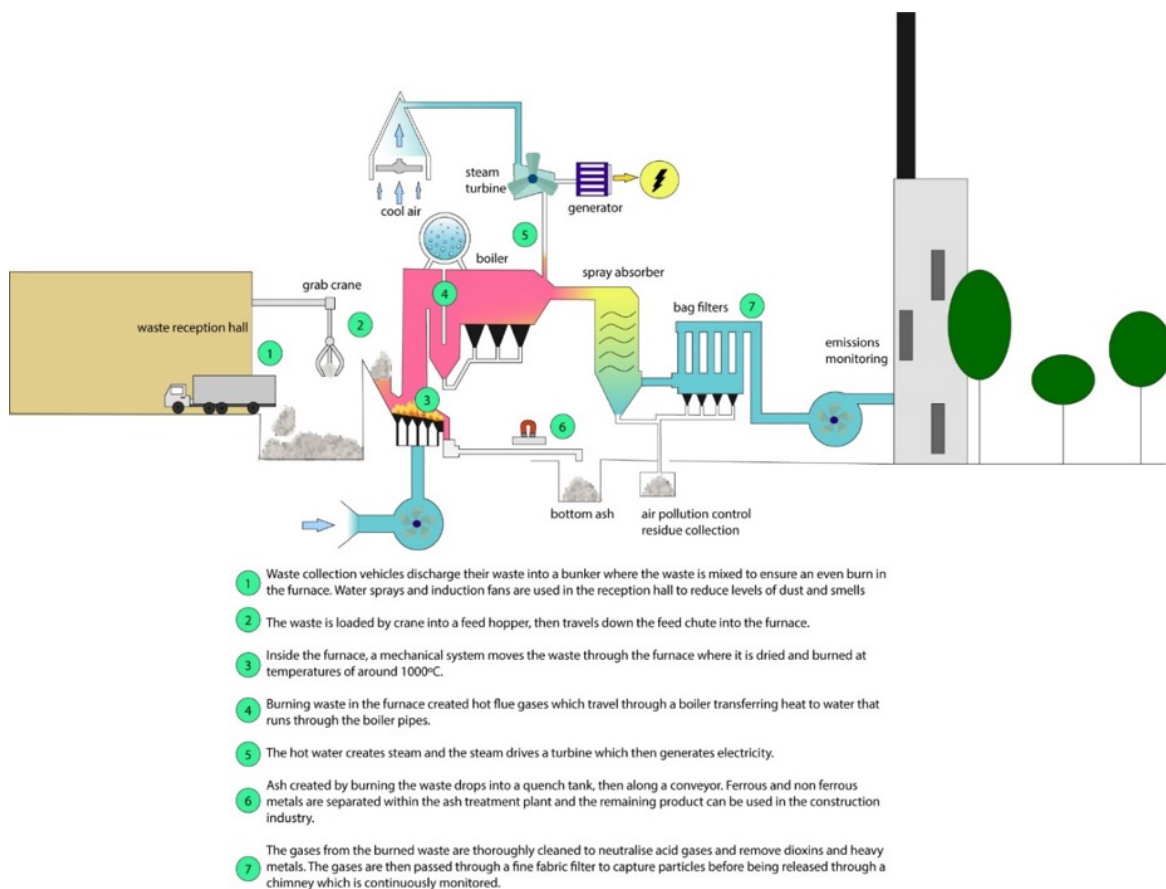 steam
turbine
generator
cool air
5
boiler
spray absorber
grab crane
4
7
bag filters
waste reception hall
2
emissions
monitoring
1
3
6
bottom ash
air pollution control
residue collection
1
Waste collection vehicles discharge their waste into a bunker where the waste is mixed to ensure an even burn in
the furnace. Water sprays and induction fans are used in the reception hall to reduce levels of dust and smells
2
The waste is loaded by crane into a feed hopper, then travels down the feed chute into the furnace.
3
Inside the furnace, a mechanical system moves the waste through the furnace where it is dried and burned at
temperatures of around 1000ºC.
4
Burning waste in the furnace created hot flue gases which travel through a boiler transferring heat to water that
runs through the boiler pipes.
5
The hot water creates steam and the steam drives a turbine which then generates electricity.
6
Ash created by burning the waste drops into a quench tank, then along a conveyor. Ferrous and non ferrous
metals are separated within the ash treatment plant and the remaining product can be used in the construction
industry.
7
The gases from the burned waste are thoroughly cleaned to neutralise acid gases and remove dioxins and heavy
metals. The gases are then passed through a fine fabric filter to capture particles before being released through a
chimney which is continuously monitored.